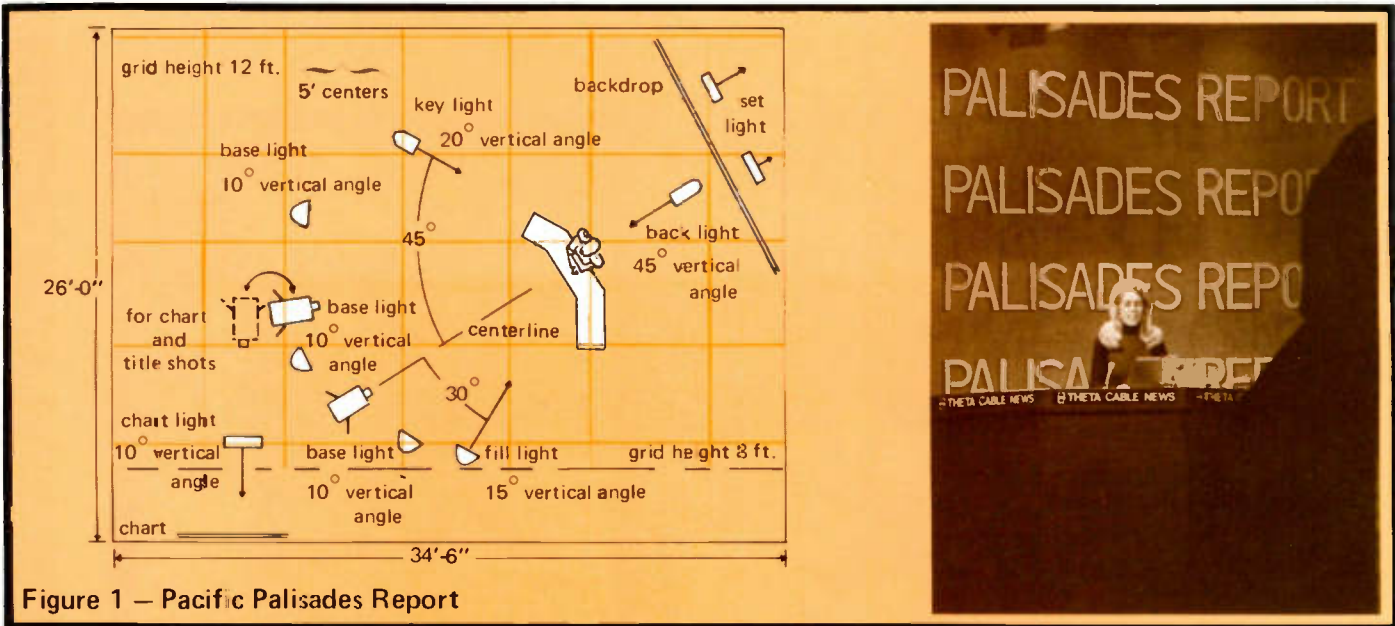 grid height 12 ft.
5' centers
key light
20° vertical angle
base light
10° vertical angle
backdrop
set
light
45°
back light
45° vertical
angle
26'-0"
for chart
and
title shots
base light
10° vertical
angle
centerline
30°
chart light
10° vertical
angle
base light
10° vertical
angle
fill light
15° vertical angle
grid height 8 ft.
chart
34'-6"
Figure 1 — Pacific Palisades Report
PALISADES REPORT
PALISADES REPO
PALISADES REPO
PALISA
THETA CABLE NEWS
THETA CABLE NEWS
THETA